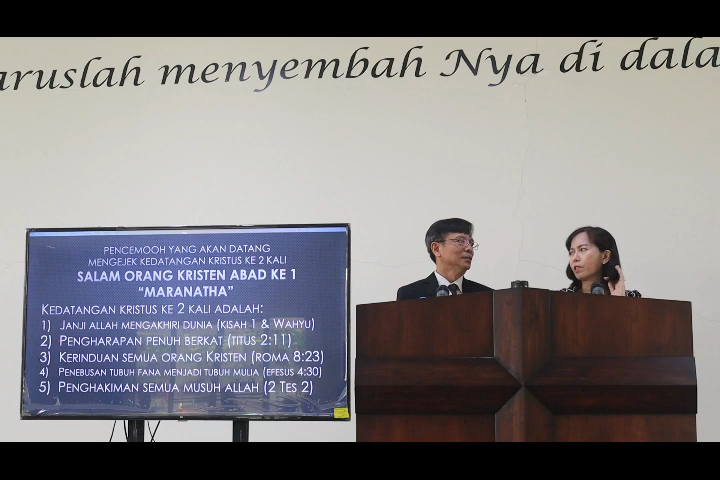 aruslah menyembah Nya di dala
PENCEMOOH YANG AKAN DATANG
MENGEJEK KEDATANGAN KRISTUS KE 2 KALI
SALAM ORANG KRISTEN ABAD KE 1
"MARANATHA"
KEDATANGAN KRISTUS KE 2 KALI ADALAH:
1) JANJI ALLAH MENGAKHIRI DUNIA (KISAH 1 & WAHYU)
2) PENGHARAPAN PENUH BERKAT (TITUS 2:11)
3) KERINDUAN SEMUA ORANG KRISTEN (ROMA 8:23)
4) PENEBUSAN TUBUH FANA MENJADI TUBUH MULIA (EFESUS 4:30)
5) PENGHAKIMAN SEMUA MUSUH ALLAH (2 TES 2)